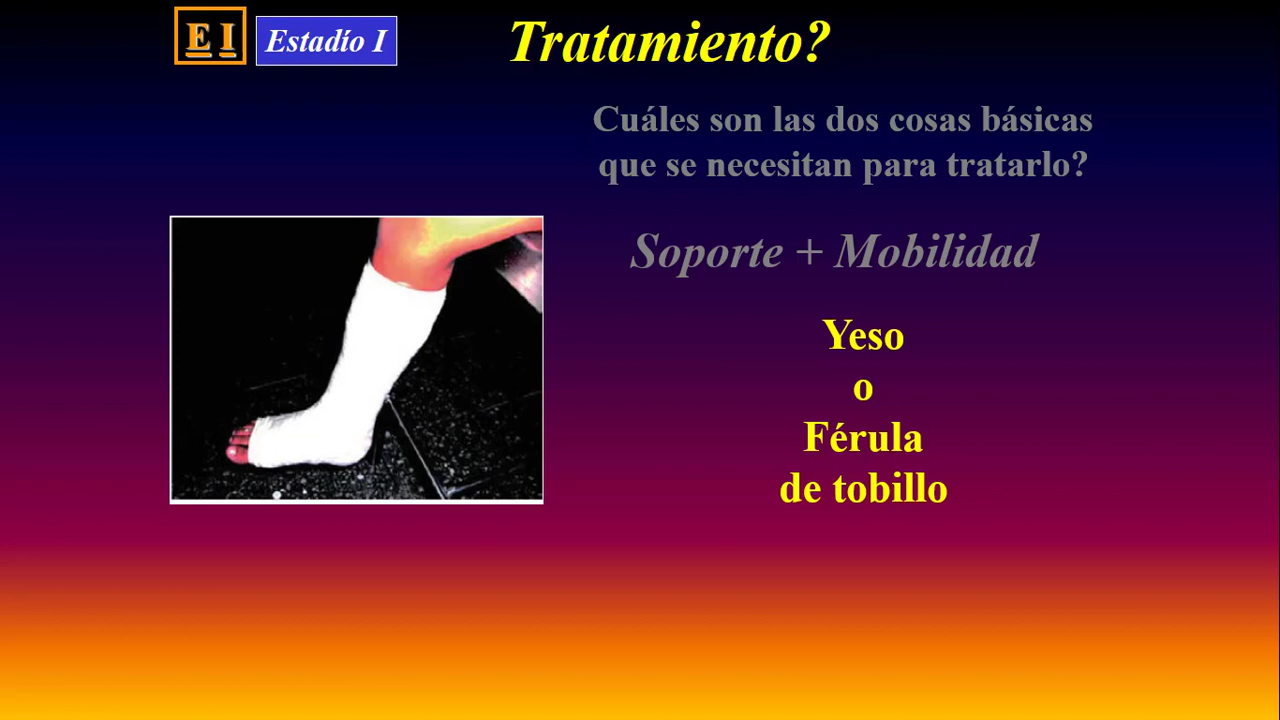 E I
Estadío I
Tratamiento?
Cuáles son las dos cosas básicas
que se necesitan para tratarlo?
Soporte + Mobilidad
Yeso
o
Férula
de tobillo